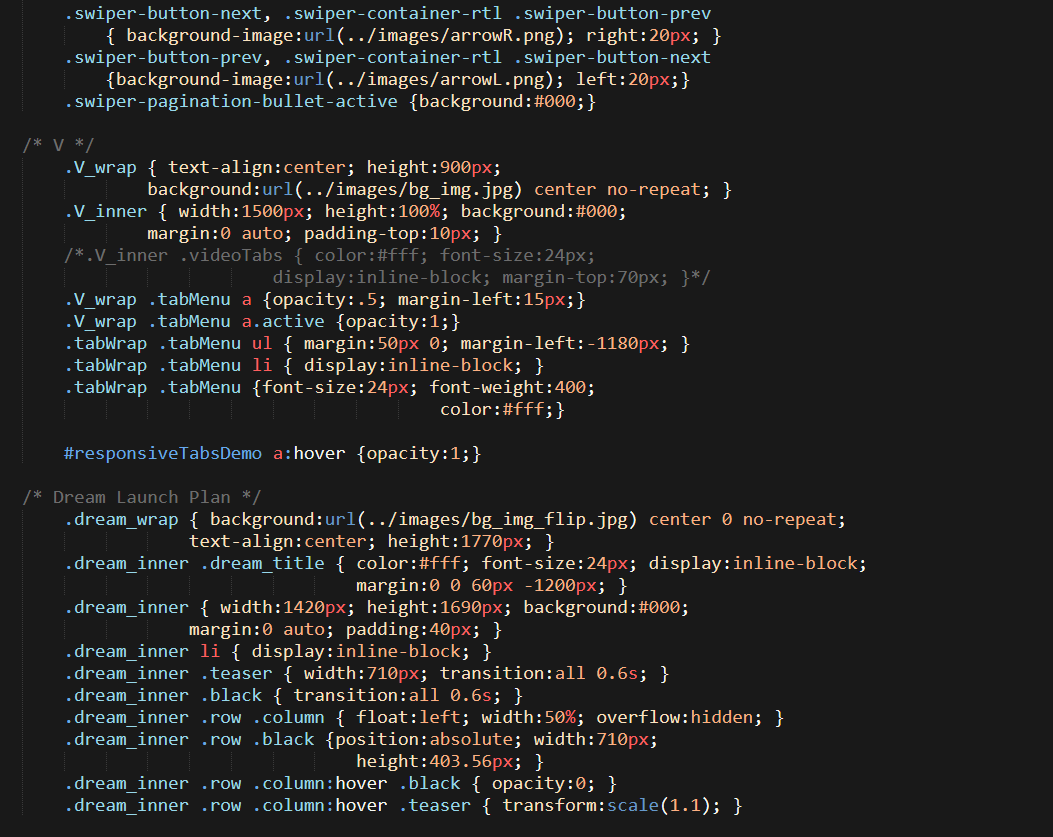 .swiper-button-next, .swiper-container-rtl .swiper-button-prev
{ background-image:url(../images/arrowR.png); right:20px; }
.swiper-button-prev, .swiper-container-rtl .swiper-button-next
{background-image:url(../images/arrowL.png); left:20px;}
.swiper-pagination-bullet-active {background:#000;}
/* V */
.V_wrap { text-align:center; height:900px;
background:url(../images/bg_img.jpg) center no-repeat; }
.V_inner { width:1500px; height:100%; background:#000;
margin:0 auto; padding-top:10px; }
/*.V_inner .videoTabs { color:#fff; font-size:24px;
display:inline-block; margin-top:70px; }*/
.V_wrap .tabMenu a {opacity:.5; margin-left:15px;}
.V_wrap .tabMenu a.active {opacity:1;}
.tabWrap .tabMenu ul { margin:50px 0; margin-left:-1180px; }
.tabWrap .tabMenu li { display:inline-block; }
.tabWrap .tabMenu {font-size:24px; font-weight:400;
color:#fff;}
#responsiveTabsDemo a:hover {opacity:1;}
/* Dream Launch Plan */
.dream_wrap { background:url(../images/bg_img_flip.jpg) center 0 no-repeat;
text-align:center; height:1770px; }
.dream_inner .dream_title { color:#fff; font-size:24px; display:inline-block;
margin:0 0 60px -1200px; }
.dream_inner { width:1420px; height:1690px; background:#000;
margin:0 auto; padding:40px; }
.dream_inner li { display:inline-block; }
.dream_inner .teaser { width:710px; transition:all 0.6s; }
.dream_inner .black { transition:all 0.6s; }
.dream_inner .row .column { float:left; width:50%; overflow:hidden; }
.dream_inner .row .black {position:absolute; width:710px;
height:403.56px; }
.dream_inner .row .column:hover .black { opacity:0; }
.dream_inner .row .column:hover .teaser { transform:scale(1.1); }